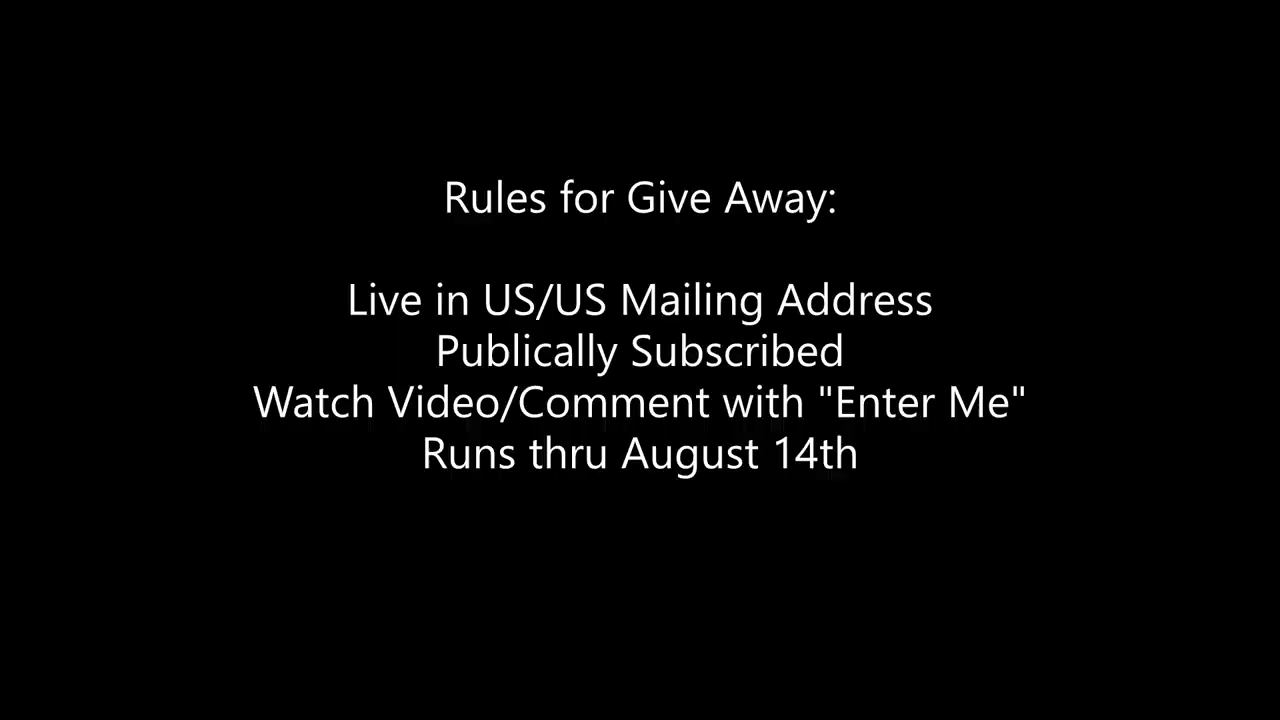 Rules for Give Away:
Live in US/US Mailing Address
Publically Subscribed
Watch Video/Comment with "Enter Me"
Runs thru August 14th